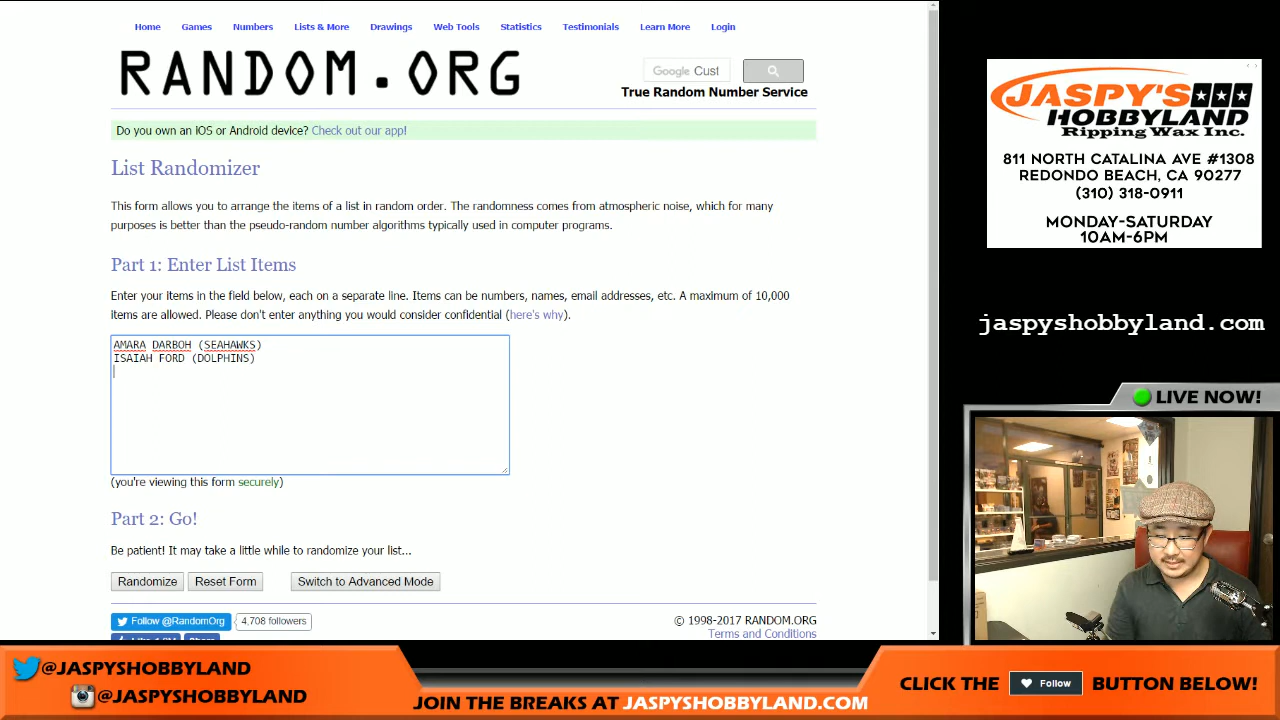 Home Games Numbers Lists & More Drawings Web Tools Statistics Testimonials Learn More Login
RANDOM.ORG
Google Cust
True Random Number Service
Do you own an iOS or Android device? Check out our app!
List Randomizer
This form allows you to arrange the items of a list in random order. The randomness comes from atmospheric noise, which for many
purposes is better than the pseudo-random number algorithms typically used in computer programs.
Part 1: Enter List Items
Enter your items in the field below, each on a separate line. Items can be numbers, names, email addresses, etc. A maximum of 10,000
items are allowed. Please don't enter anything you would consider confidential (here's why).
AMARA DARBOH (SEAHAWKS)
ISAIAH FORD (DOLPHINS)
(you're viewing this form securely)
Part 2: Go!
Be patient! It may take a little while to randomize your list...
Randomize Reset Form Switch to Advanced Mode
Follow @RandomOrg 4,708 followers
© 1998-2017 RANDOM.ORG
Terms and Conditions
JASPY'S
HOBBYLAND
Ripping Wax Inc.
811 NORTH CATALINA AVE #1308
REDONDO BEACH, CA 90277
(310) 318-0911
MONDAY-SATURDAY
10AM-6PM
jaspyshobbyland.com
LIVE NOW!
@JASPYSHOBBYLAND
@JASPYSHOBBYLAND
JOIN THE BREAKS AT JASPYSHOBBYLAND.COM
CLICK THE Follow BUTTON BELOW!